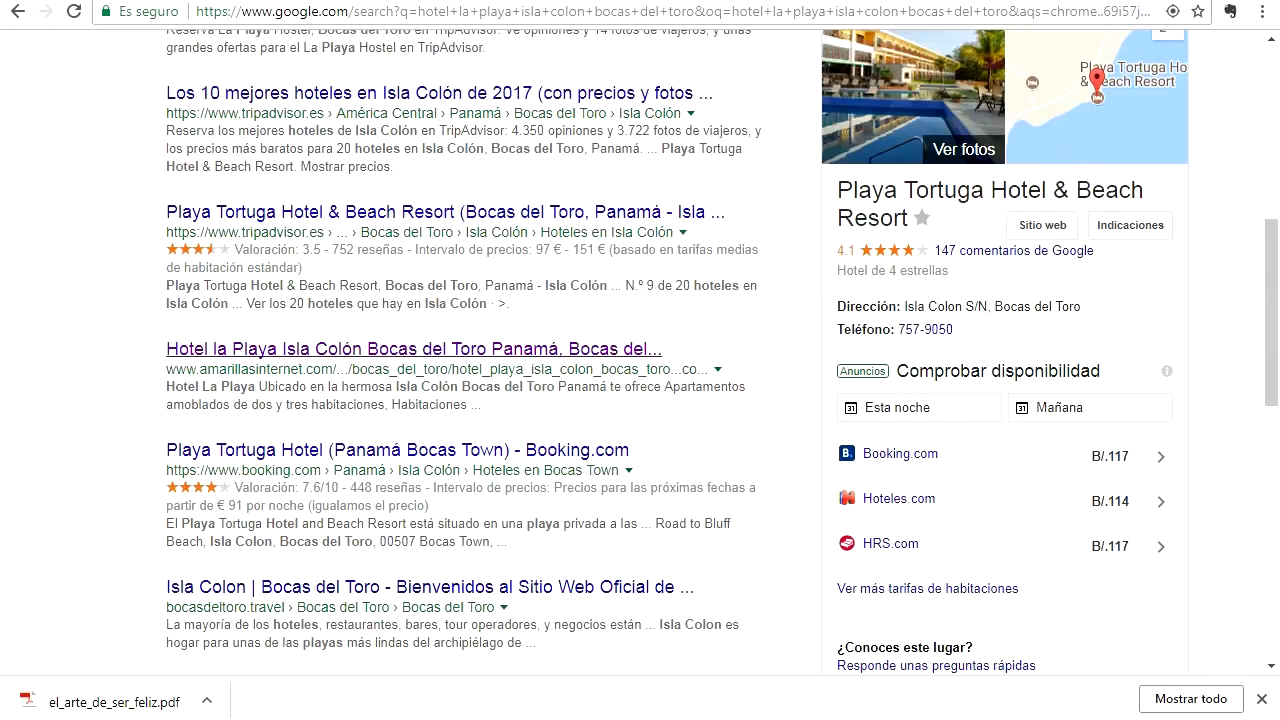 Es seguro
https://www.google.com/search?q=hotel+la+playa+isla+colon+bocas+del+toro&oq=hotel+la+playa+isla+colon+bocas+del+toro&aqs=chrome..69i57j...
Reserva La Playa Hostel, Bocas del Toro en TripAdvisor. Ve opiniones y 14 fotos de viajeros, y unas
grandes ofertas para el La Playa Hostel en TripAdvisor.
Los 10 mejores hoteles en Isla Colón de 2017 (con precios y fotos ...
https://www.tripadvisor.es › América Central › Panamá › Bocas del Toro › Isla Colón
Reserva los mejores hoteles de Isla Colón en TripAdvisor: 4.350 opiniones y 3.722 fotos de viajeros, y
los precios más baratos para 20 hoteles en Isla Colón, Bocas del Toro, Panamá. ... Playa Tortuga
Hotel & Beach Resort. Mostrar precios.
Playa Tortuga Hotel & Beach Resort (Bocas del Toro, Panamá - Isla ...
https://www.tripadvisor.es › ... › Bocas del Toro › Isla Colón › Hoteles en Isla Colón
Valoración: 3.5 - 752 reseñas - Intervalo de precios: 97 € - 151 € (basado en tarifas medias
de habitación estándar)
Playa Tortuga Hotel & Beach Resort, Bocas del Toro, Panamá - Isla Colón ... N.º 9 de 20 hoteles en
Isla Colón ... Ver los 20 hoteles que hay en Isla Colón · >.
Hotel la Playa Isla Colón Bocas del Toro Panamá, Bocas del...
www.amarillasinternet.com/.../bocas_del_toro/hotel_playa_isla_colon_bocas_toro...co...
Hotel La Playa Ubicado en la hermosa Isla Colón Bocas del Toro Panamá te ofrece Apartamentos
amoblados de dos y tres habitaciones, Habitaciones ...
Playa Tortuga Hotel (Panamá Bocas Town) - Booking.com
https://www.booking.com › Panamá › Isla Colón › Hoteles en Bocas Town
Valoración: 7.6/10 - 448 reseñas - Intervalo de precios: Precios para las próximas fechas a
partir de € 91 por noche (igualamos el precio)
El Playa Tortuga Hotel and Beach Resort está situado en una playa privada a las ... Road to Bluff
Beach, Isla Colon, Bocas del Toro, 00507 Bocas Town, ...
Isla Colon | Bocas del Toro - Bienvenidos al Sitio Web Oficial de ...
bocasdeltoro.travel › Bocas del Toro › Bocas del Toro
La mayoría de los hoteles, restaurantes, bares, tour operadores, y negocios están ... Isla Colon es
hogar para unas de las playas más lindas del archipiélago de ...
Ver fotos
Playa Tortuga Ho
& Beach Resort
Playa Tortuga Hotel & Beach
Resort
Sitio web
Indicaciones
4.1 147 comentarios de Google
Hotel de 4 estrellas
Dirección: Isla Colon S/N, Bocas del Toro
Teléfono: 757-9050
Anuncios Comprobar disponibilidad
31 Esta noche
31 Mañana
B. Booking.com B/.117
H Hoteles.com B/.114
HRS.com B/.117
Ver más tarifas de habitaciones
¿Conoces este lugar?
Responde unas preguntas rápidas
el_arte_de_ser_feliz.pdf
Mostrar todo